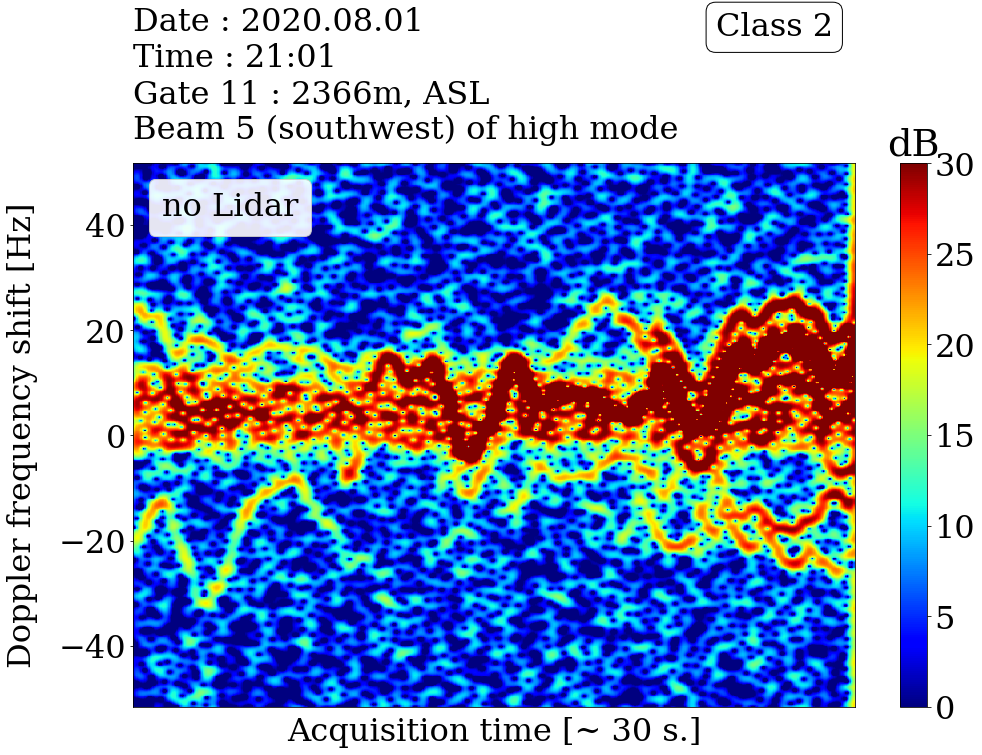 Date : 2020.08.01
Time : 21:01
Gate 11 : 2366m, ASL
Beam 5 (southwest) of high mode
Class 2
dB
no Lidar
Doppler frequency shift [Hz]
40
20
0
−20
−40
30
25
20
15
10
5
0
Acquisition time [~ 30 s.]